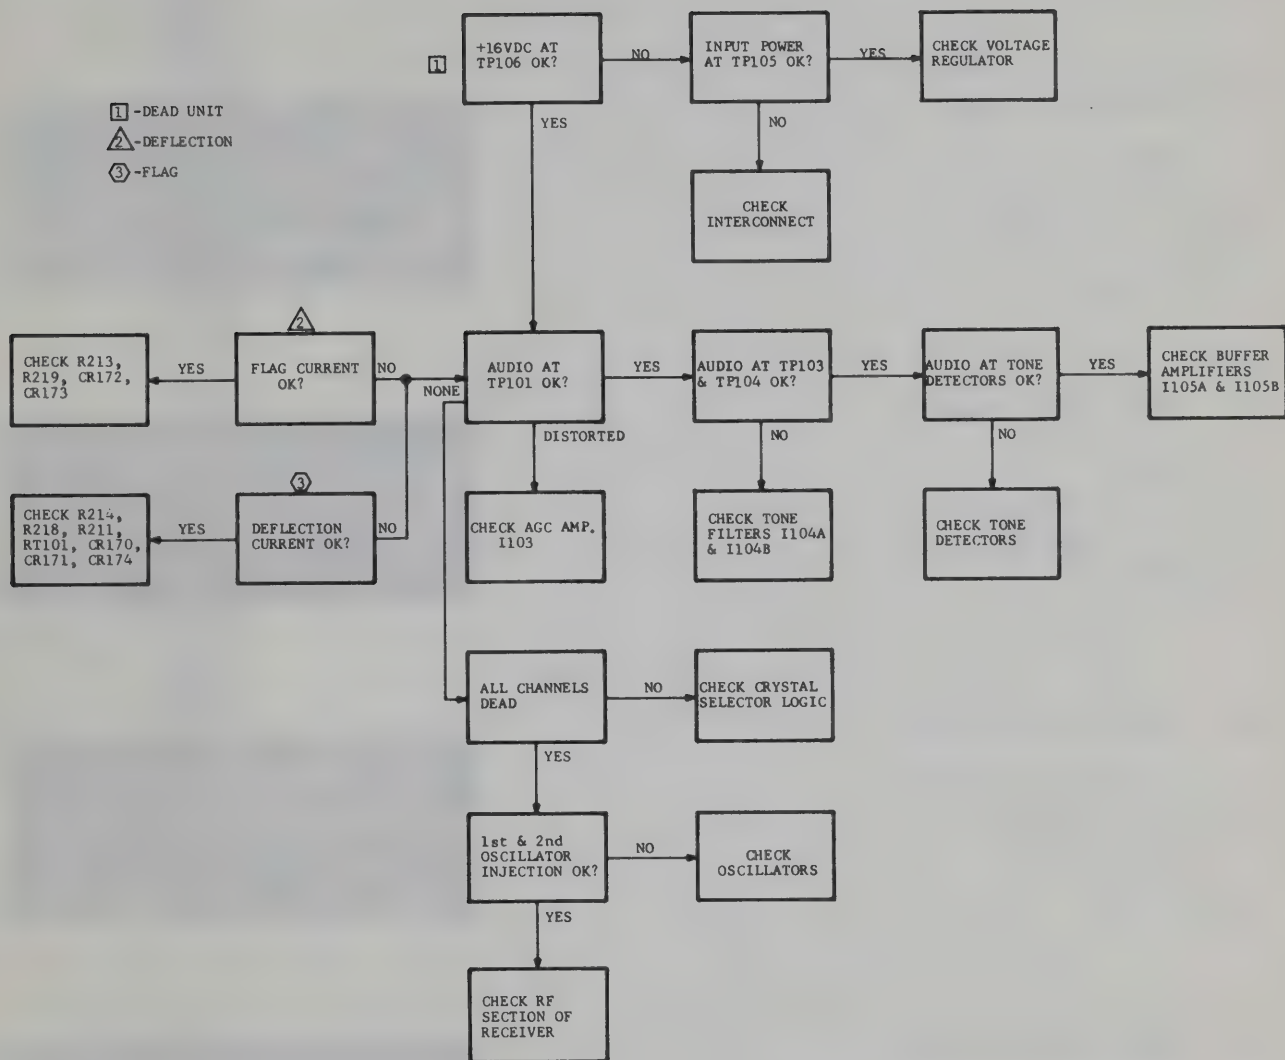 +16VDC AT
TP106 OK?
NO
INPUT POWER
AT TP105 OK?
YES
CHECK VOLTAGE
REGULATOR
1
1 -DEAD UNIT
2 -DEFLECTION
3 -FLAG
YES
NO
CHECK
INTERCONNECT
2
CHECK R213,
R219, CR172,
CR173
YES
FLAG CURRENT
OK?
NO
NONE
AUDIO AT
TP101 OK?
YES
AUDIO AT TP103
& TP104 OK?
YES
AUDIO AT TONE
DETECTORS OK?
YES
CHECK BUFFER
AMPLIFIERS
I105A & I105B
DISTORTED
NO
NO
3
CHECK R214,
R218, R211,
RT101, CR170,
CR171, CR174
YES
DEFLECTION
CURRENT OK?
NO
CHECK AGC AMP.
I103
CHECK TONE
FILTERS I104A
& I104B
CHECK TONE
DETECTORS
ALL CHANNELS
DEAD
NO
CHECK CRYSTAL
SELECTOR LOGIC
YES
1st & 2nd
OSCILLATOR
INJECTION OK?
NO
CHECK
OSCILLATORS
YES
CHECK RF
SECTION OF
RECEIVER